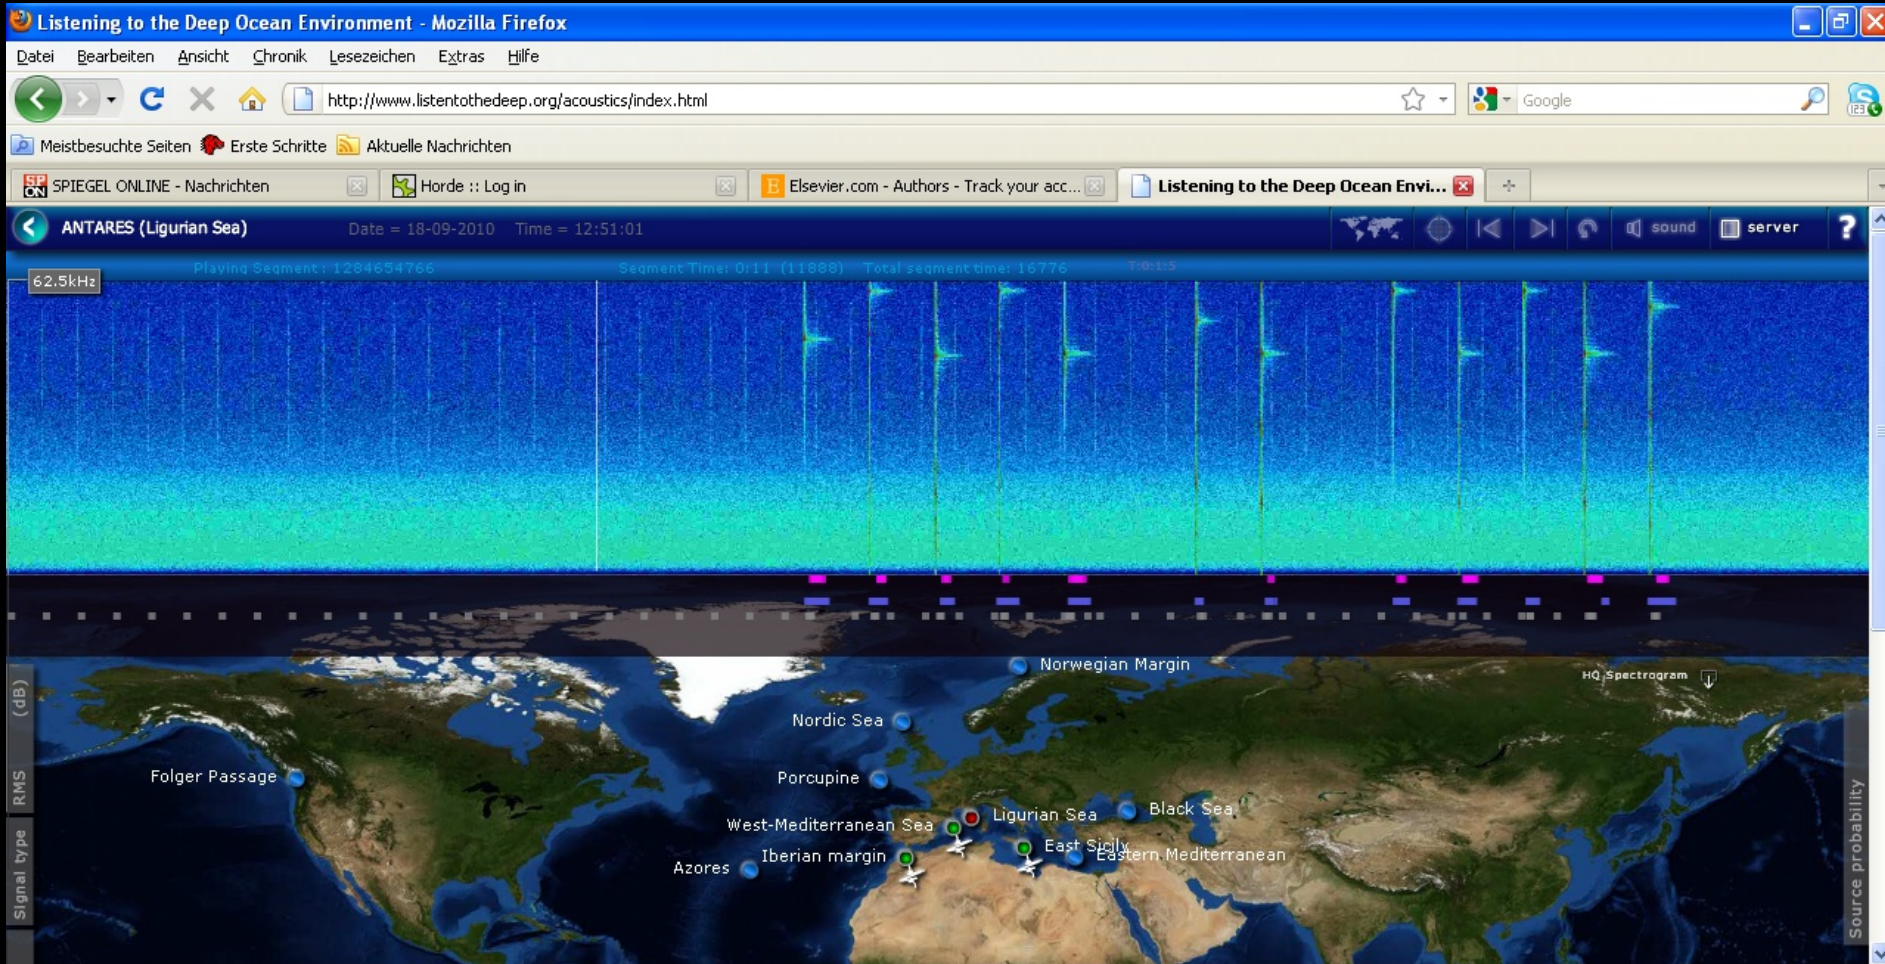 Listening to the Deep Ocean Environment - Mozilla Firefox
Datei Bearbeiten Ansicht Chronik Lesezeichen Extras Hilfe
http://www.listentothedeep.org/acoustics/index.html Google
Meistbesuchte Seiten Erste Schritte Aktuelle Nachrichten
SPIEGEL ONLINE - Nachrichten Horde :: Log in Elsevier.com - Authors - Track your acc... Listening to the Deep Ocean Envi...
ANTARES (Ligurian Sea) Date = 18-09-2010 Time = 12:51:01 sound server ?
Playing Segment: 1284654766 Segment Time: 0:11 (11888) Total segment time: 16776 T:0:1:5
62.5kHz
Norwegian Margin
HQ Spectrogram
(dB)
RMS
Signal type
Nordic Sea
Folger Passage
Porcupine
Ligurian Sea
Black Sea
West-Mediterranean Sea
East Sicily
Iberian margin
Eastern Mediterranean
Azores
Source probability